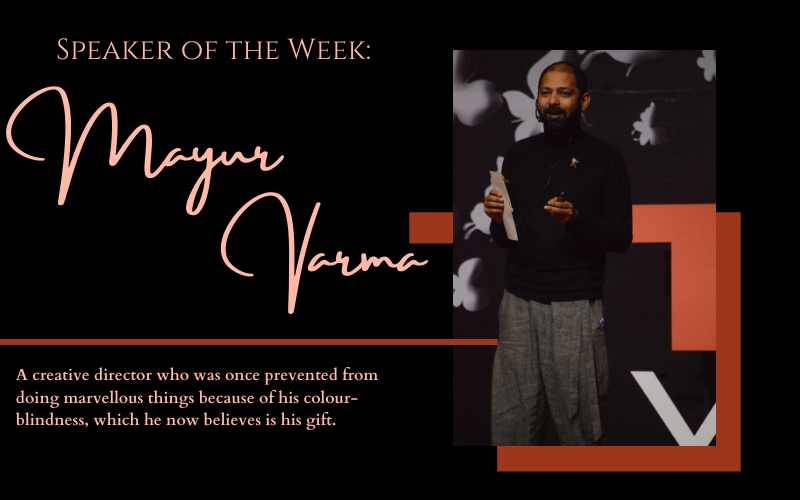 Speaker of the Week:
Mayur
Varma
A creative director who was once prevented from
doing marvellous things because of his colour-
blindness, which he now believes is his gift.